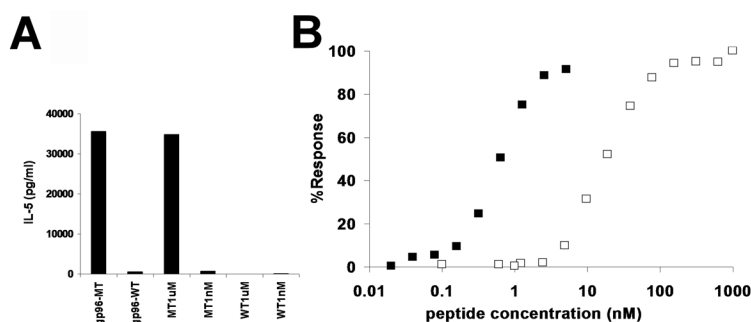 A
B
IL-5 (pg/ml)
40000
30000
20000
10000
0
gp96-MT
gp96-WT
MT1uM
MT1nM
WT1uM
WT1nM
%Response
100
80
60
40
20
0
0.01 0.1 1 10 100 1000
peptide concentration (nM)